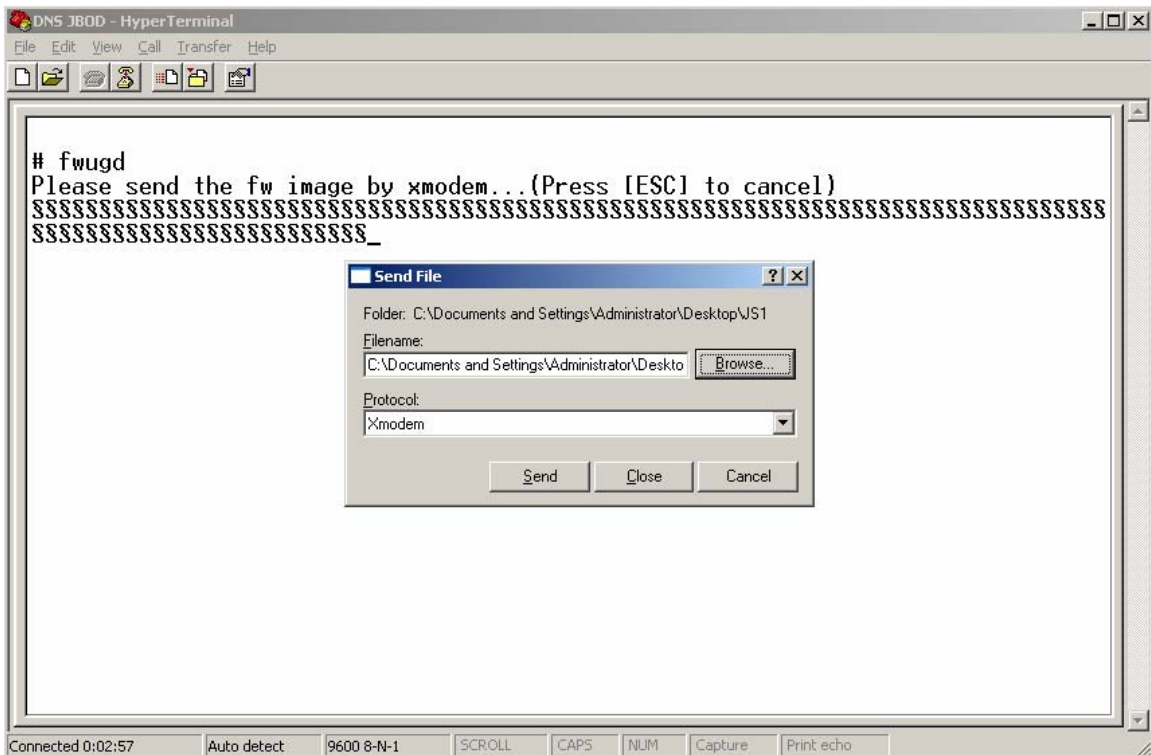 DNS JBOD - HyperTerminal
File Edit View Call Transfer Help
# fwugd
Please send the fw image by xmodem...(Press [ESC] to cancel)
§§§§§§§§§§§§§§§§§§§§§§§§§§§§§§§§§§§§§§§§§§§§§§§§§§§§§§§§§§§§§§§§§§§§§§§§§§§§§§§§
§§§§§§§§§§§§§§§§§§§§§§§§§_
Send File
Folder: C:\Documents and Settings\Administrator\Desktop\JS1
Filename:
C:\Documents and Settings\Administrator\Deskto Browse...
Protocol:
Xmodem
Send Close Cancel
Connected 0:02:57 Auto detect 9600 8-N-1 SCROLL CAPS NUM Capture Print echo